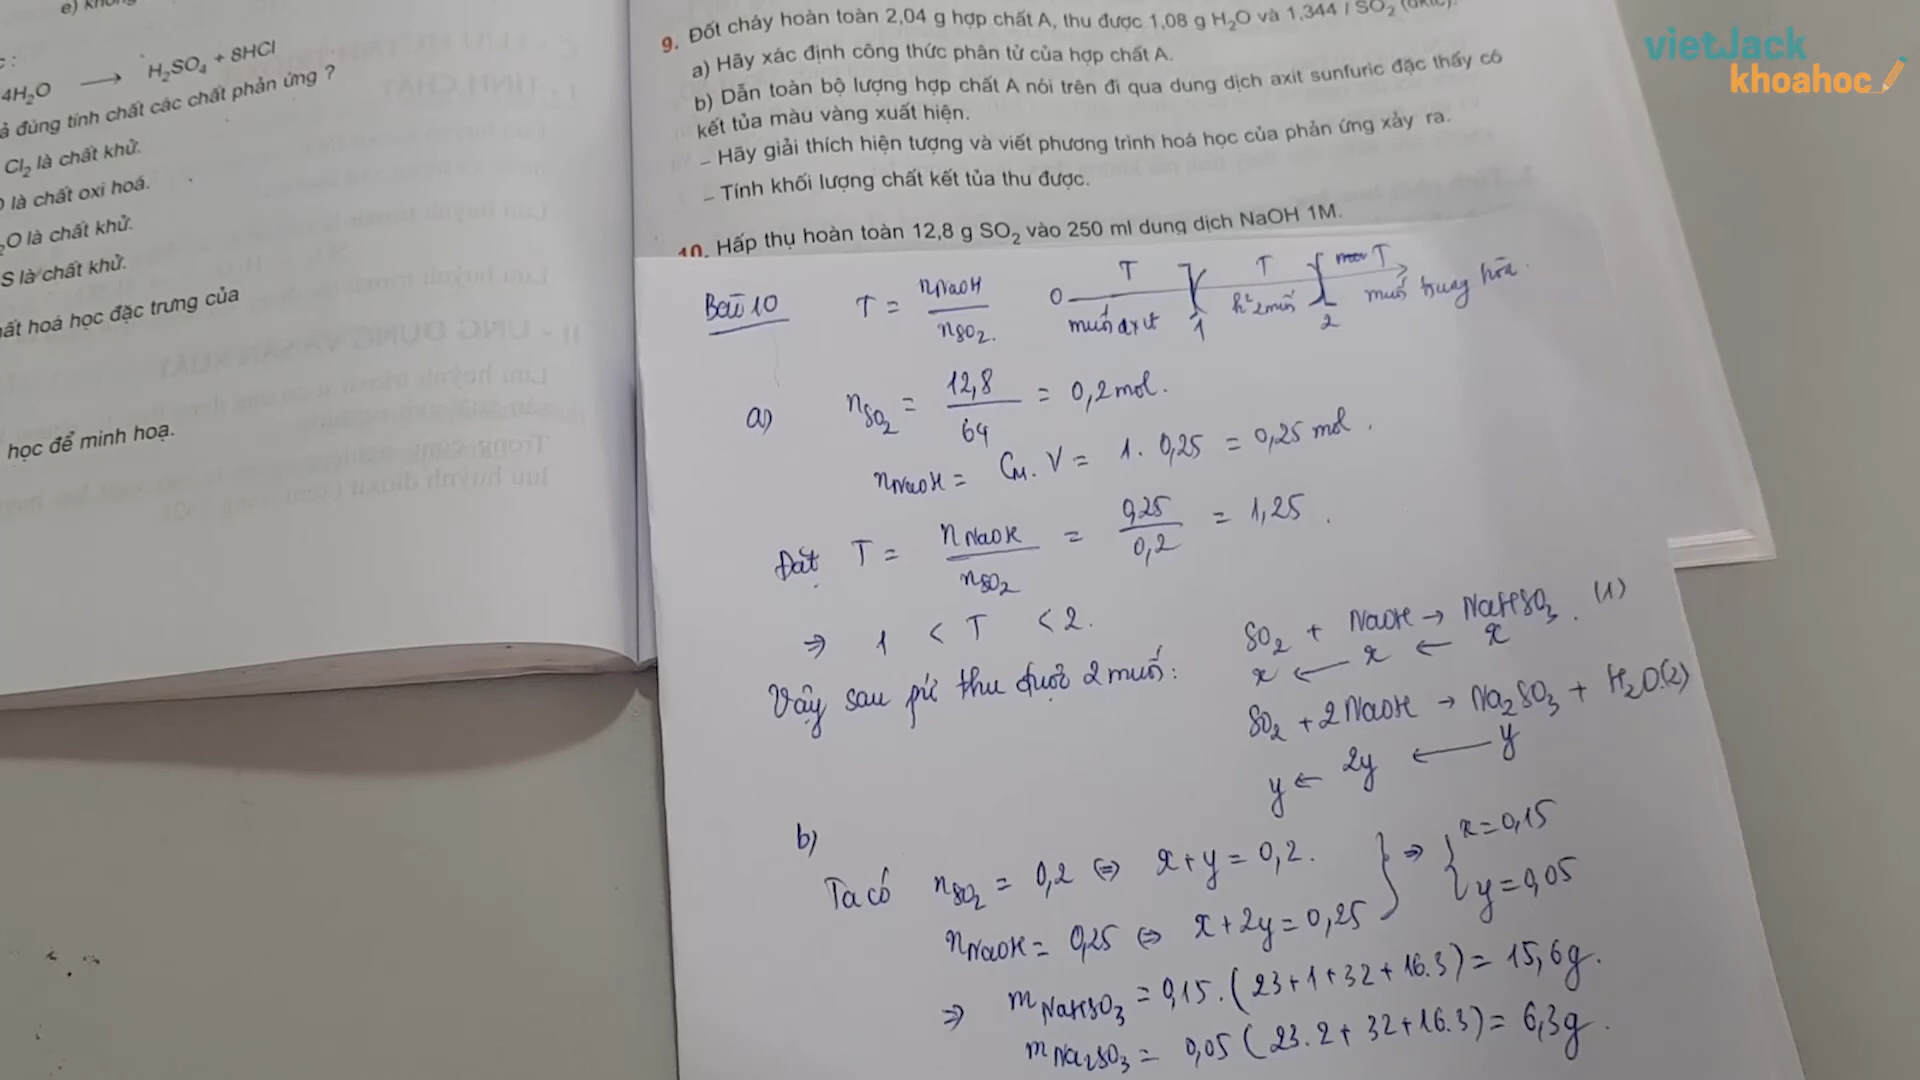 vietJack
khoahoc
4H₂O ⟶ H₂SO₄ + 8HCl
đúng tính chất các chất phản ứng ?
Cl₂ là chất khử.
là chất oxi hoá.
O là chất khử.
S là chất khử.
hoá học đặc trưng của
học để minh hoạ.
9. Đốt cháy hoàn toàn 2,04 g hợp chất A, thu được 1,08 g H₂O và 1,344 l SO₂
a) Hãy xác định công thức phân tử của hợp chất A.
b) Dẫn toàn bộ lượng hợp chất A nói trên đi qua dung dịch axit sunfuric đặc thấy có
kết tủa màu vàng xuất hiện.
– Hãy giải thích hiện tượng và viết phương trình hoá học của phản ứng xảy ra.
– Tính khối lượng chất kết tủa thu được.
10. Hấp thụ hoàn toàn 12,8 g SO₂ vào 250 ml dung dịch NaOH 1M.
Bài 10 T = nNaOH / nSO₂. 0 T 1 T 2 T
muối axit h² 2 muối muối trung hòa.
a) nSO₂ = 12,8 / 64 = 0,2 mol.
nNaOH = CM. V = 1. 0,25 = 0,25 mol.
Đặt T = nNaOH / nSO₂ = 0,25 / 0,2 = 1,25.
⇒ 1 < T < 2.
Vậy sau pứ thu được 2 muối:
SO₂ + NaOH → NaHSO₃. (1)
x ← x ← x
SO₂ + 2NaOH → Na₂SO₃ + H₂O.(2)
y ← 2y ← y
b)
Ta có nSO₂ = 0,2 ⇔ x+y = 0,2.
nNaOH = 0,25 ⇔ x + 2y = 0,25 } ⇒ { x = 0,15
y = 0,05
⇒ mNaHSO₃ = 0,15.(23+1+32+16.3) = 15,6g.
mNa₂SO₃ = 0,05 (23.2+32+16.3) = 6,3g.